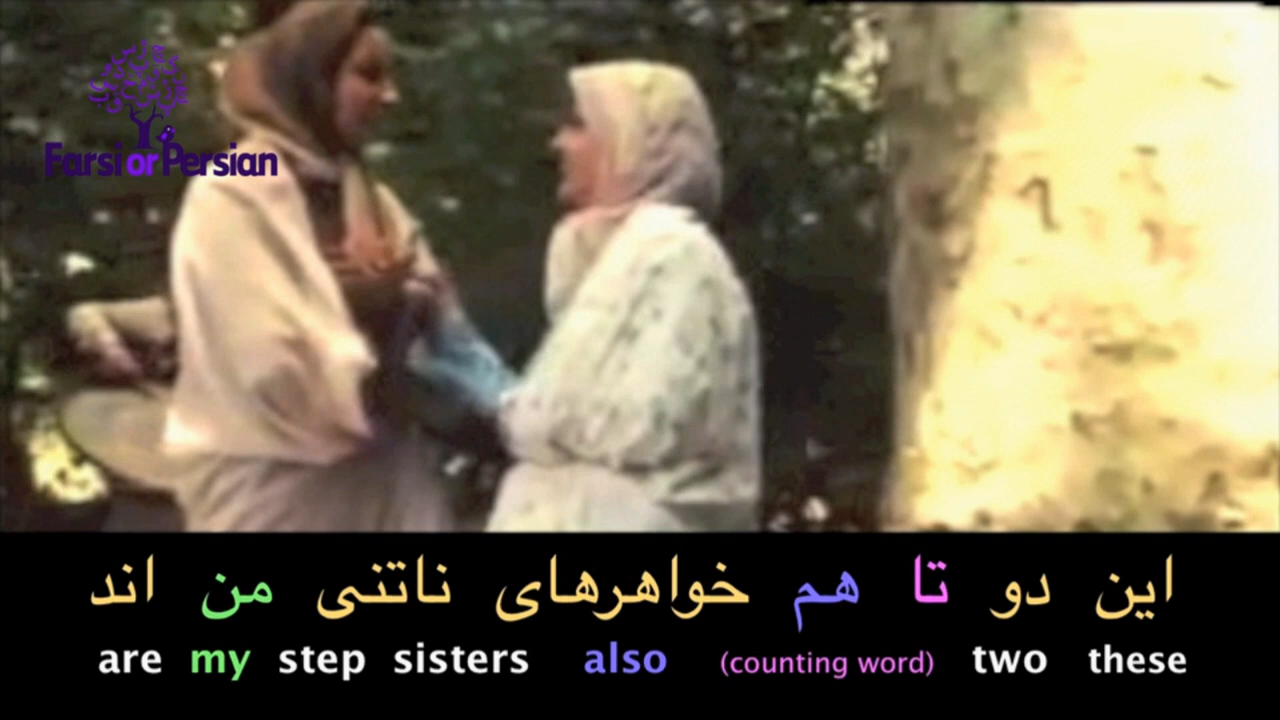 Farsi or Persian
این دو تا هم خواهرهای ناتنی من اند
are my step sisters also (counting word) two these